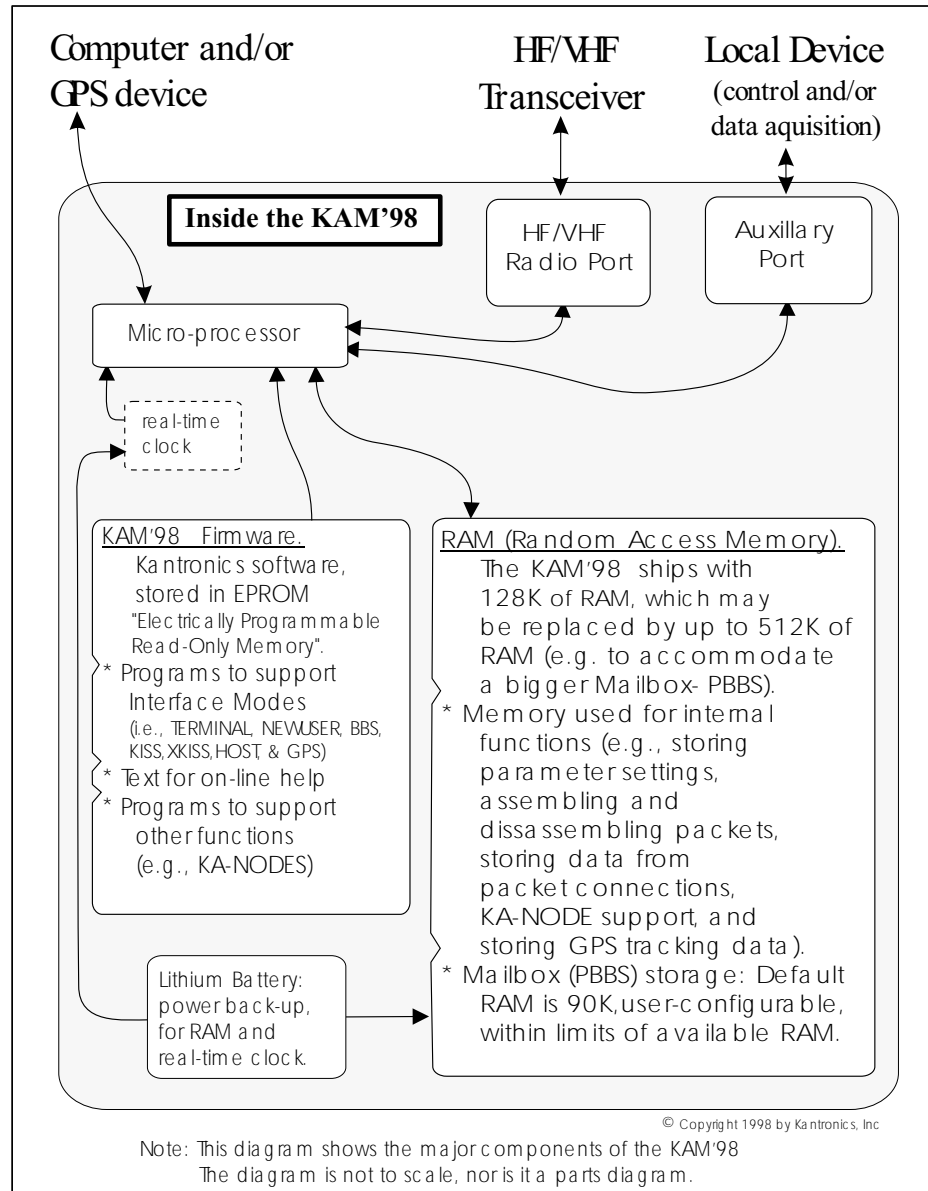 Computer and/or
GPS device
HF/VHF
Transceiver
Local Device
(control and/or
data aquisition)
Inside the KAM'98
HF/VHF
Radio Port
Auxillary
Port
Micro-processor
real-time
clock
KAM'98 Firmware.
Kantronics software,
stored in EPROM
"Electrically Programmable
Read-Only Memory".
* Programs to support
Interface Modes
(i.e., TERMINAL, NEWUSER, BBS,
KISS, XKISS, HOST, & GPS)
* Text for on-line help
* Programs to support
other functions
(e.g., KA-NODES)
RAM (Random Access Memory).
The KAM'98 ships with
128K of RAM, which may
be replaced by up to 512K of
RAM (e.g. to accommodate
a bigger Mailbox- PBBS).
* Memory used for internal
functions (e.g., storing
parameter settings,
assembling and
dissassembling packets,
storing data from
packet connections,
KA-NODE support, and
storing GPS tracking data).
* Mailbox (PBBS) storage: Default
RAM is 90K, user-configurable,
within limits of available RAM.
Lithium Battery:
power back-up,
for RAM and
real-time clock.
© Copyright 1998 by Kantronics, Inc
Note: This diagram shows the major components of the KAM'98
The diagram is not to scale, nor is it a parts diagram.